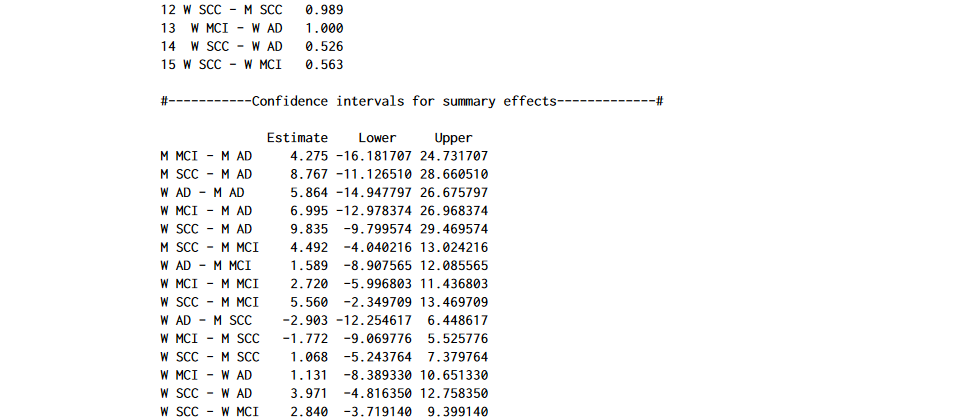 12 W SCC - M SCC   0.989
13  W MCI - W AD   1.000
14  W SCC - W AD   0.526
15 W SCC - W MCI   0.563
#-----------Confidence intervals for summary effects-------------#
             Estimate    Lower     Upper
M MCI - M AD    4.275 -16.181707 24.731707
M SCC - M AD    8.767 -11.126510 28.660510
W AD - M AD     5.864 -14.947797 26.675797
W MCI - M AD    6.995 -12.978374 26.968374
W SCC - M AD    9.835  -9.799574 29.469574
M SCC - M MCI   4.492  -4.040216 13.024216
W AD - M MCI    1.589  -8.907565 12.085565
W MCI - M MCI   2.720  -5.996803 11.436803
W SCC - M MCI   5.560  -2.349709 13.469709
W AD - M SCC   -2.903 -12.254617  6.448617
W MCI - M SCC  -1.772  -9.069776  5.525776
W SCC - M SCC   1.068  -5.243764  7.379764
W MCI - W AD    1.131  -8.389330 10.651330
W SCC - W AD    3.971  -4.816350 12.758350
W SCC - W MCI   2.840  -3.719140  9.399140